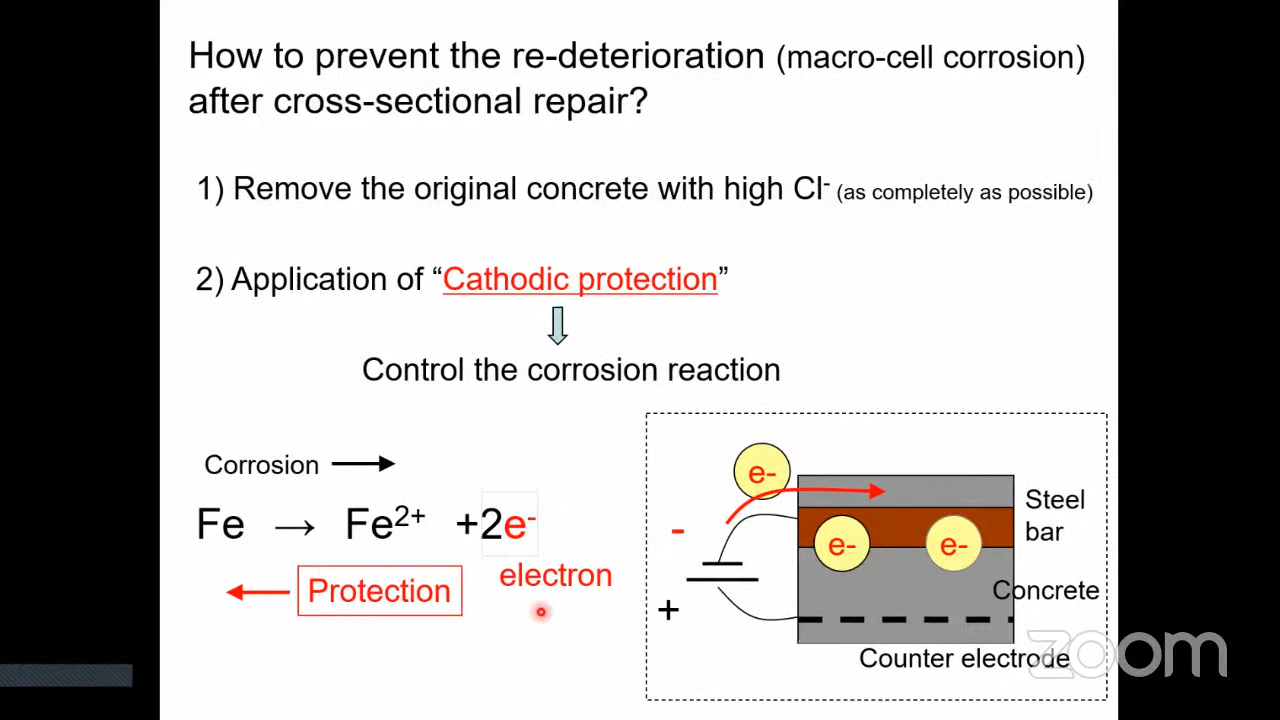 How to prevent the re-deterioration (macro-cell corrosion)
after cross-sectional repair?
1) Remove the original concrete with high Cl⁻ (as completely as possible)
2) Application of “Cathodic protection”
Control the corrosion reaction
Corrosion →
Fe → Fe²⁺ +2e⁻
← Protection
electron
e-
-
+
e-
e-
Steel
bar
Concrete
Counter electrode
zoom